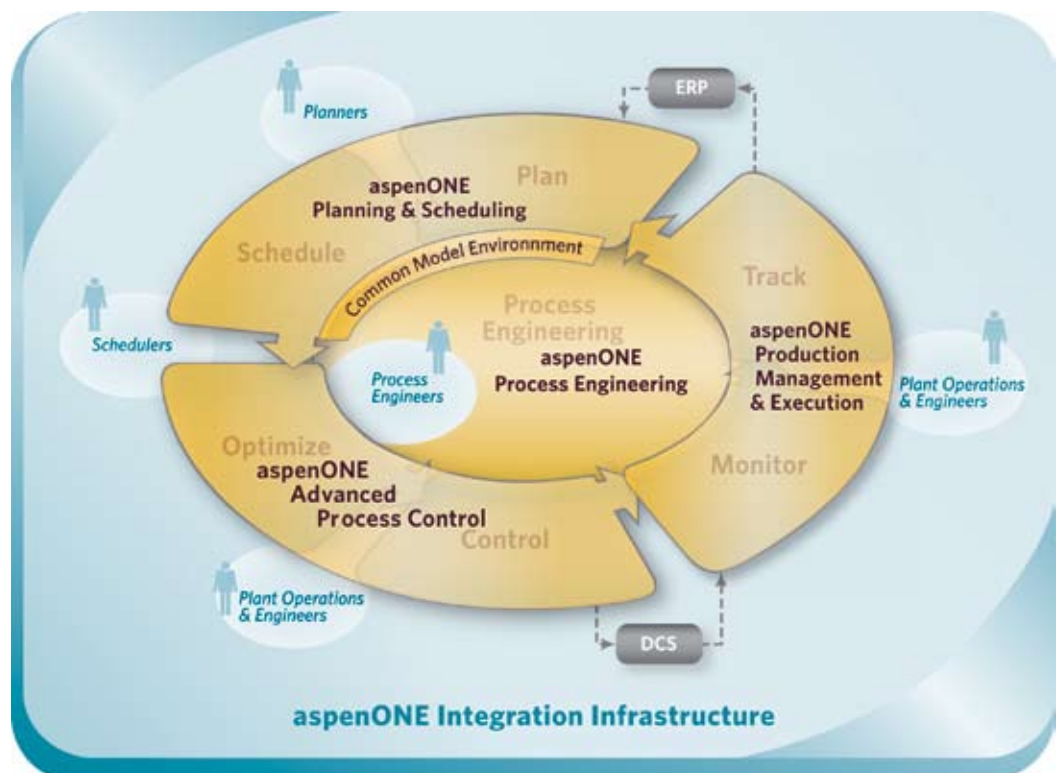 ERP
Planners
Plan
aspenONE
Planning & Scheduling
Schedule
Common Model Environnment
Track
Process
Engineering
aspenONE
Process Engineering
aspenONE
Production
Management
& Execution
Schedulers
Process
Engineers
Plant Operations
& Engineers
Optimize
aspenONE
Advanced
Process Control
Monitor
Control
Plant Operations
& Engineers
DCS
aspenONE Integration Infrastructure